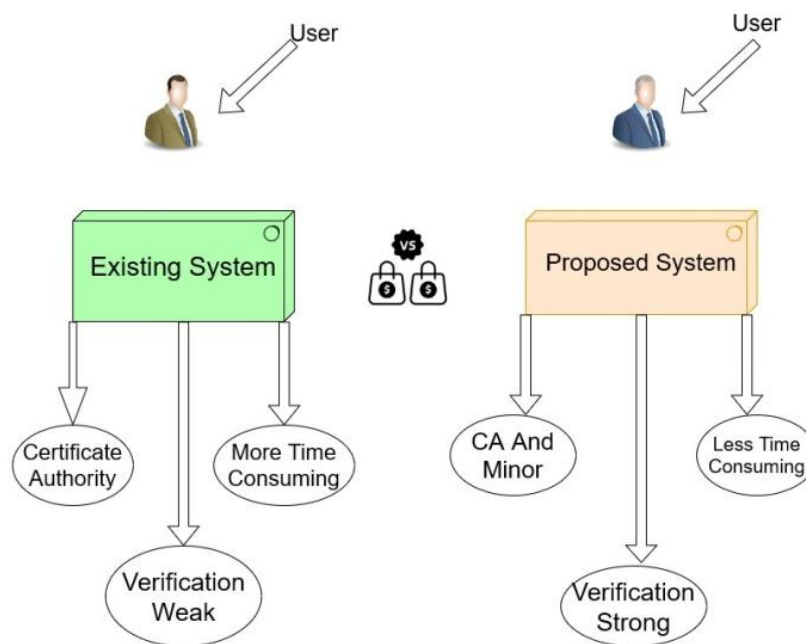 User
User
VS
$ $
Existing System
Proposed System
Certificate
Authority
More Time
Consuming
CA And
Minor
Less Time
Consuming
Verification
Weak
Verification
Strong